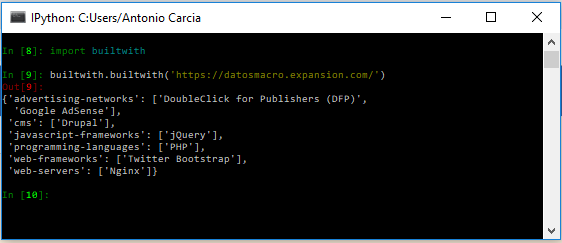 IPython: C:Users/Antonio Carcia
In [8]: import builtwith
In [9]: builtwith.builtwith('https://datosmacro.expansion.com/')
Out[9]:
{'advertising-networks': ['DoubleClick for Publishers (DFP)',
'Google AdSense'],
'cms': ['Drupal'],
'javascript-frameworks': ['jQuery'],
'programming-languages': ['PHP'],
'web-frameworks': ['Twitter Bootstrap'],
'web-servers': ['Nginx']}
In [10]: